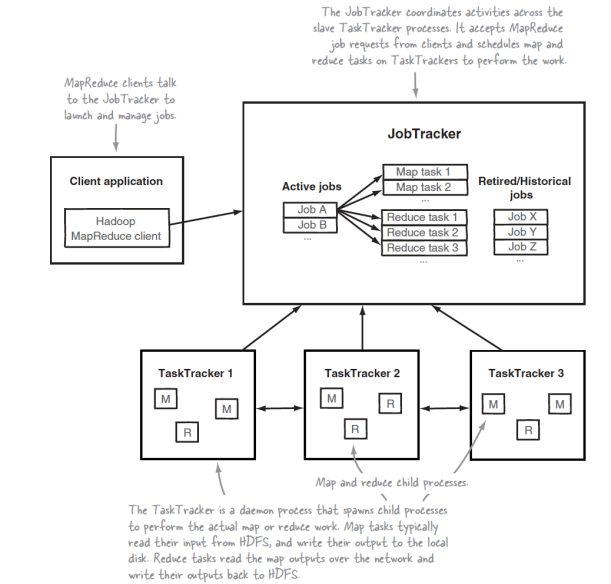 The JobTracker coordinates activities across the
slave TaskTracker processes. It accepts MapReduce
job requests from clients and schedules map and
reduce tasks on TaskTrackers to perform the work.
MapReduce clients talk
to the JobTracker to
launch and manage jobs.
JobTracker
Client application
Hadoop
MapReduce client
Active jobs
Job A
Job B
...
Map task 1
Map task 2
...
Reduce task 1
Reduce task 2
Reduce task 3
...
Retired/Historical
jobs
Job X
Job Y
Job Z
...
TaskTracker 1
M
M
R
TaskTracker 2
M
R
R
TaskTracker 3
M
M
R
Map and reduce child processes.
The TaskTracker is a daemon process that spawns child processes
to perform the actual map or reduce work. Map tasks typically
read their input from HDFS, and write their output to the local
disk. Reduce tasks read the map outputs over the network and
write their outputs back to HDFS.